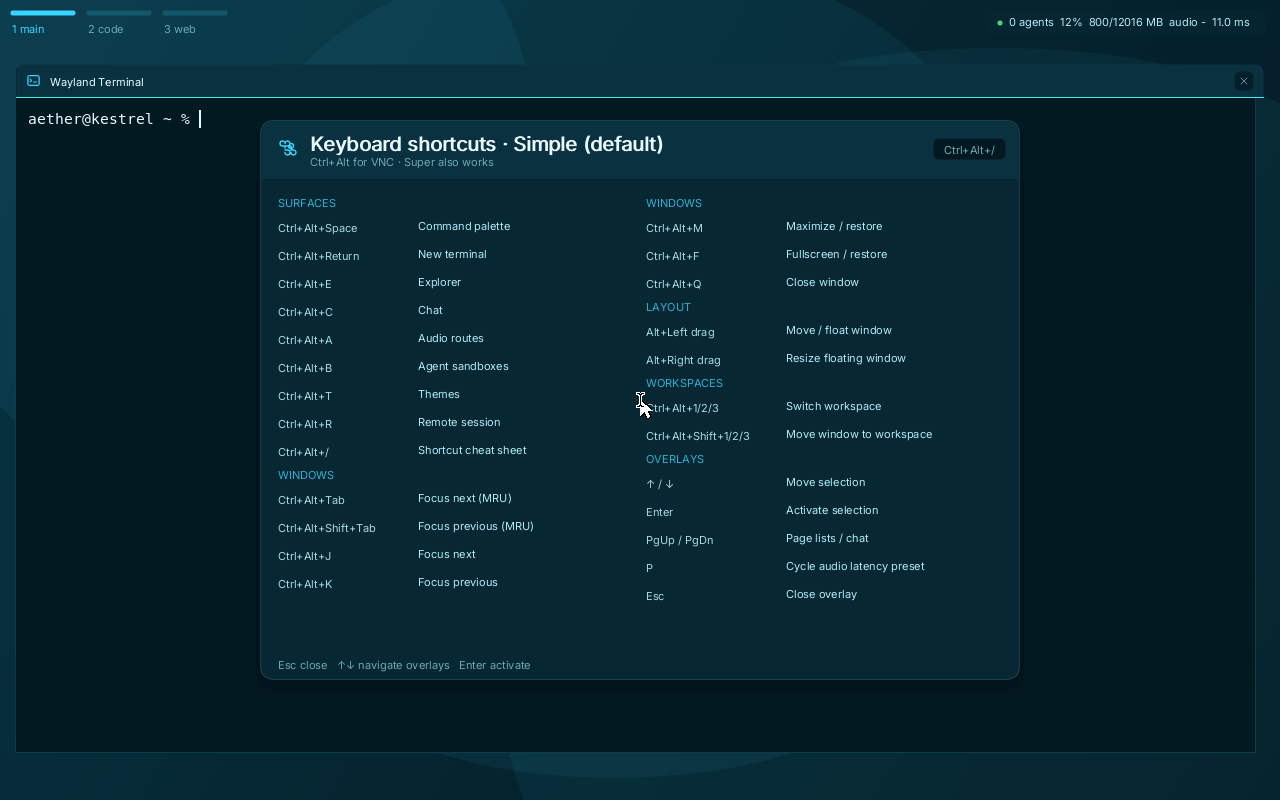 1 main
2 code
3 web
0 agents 12% 800/12016 MB audio - 11.0 ms
Wayland Terminal
aether@kestrel ~ %
Keyboard shortcuts · Simple (default)
Ctrl+Alt for VNC · Super also works
Ctrl+Alt+/
SURFACES
Ctrl+Alt+Space Command palette
Ctrl+Alt+Return New terminal
Ctrl+Alt+E Explorer
Ctrl+Alt+C Chat
Ctrl+Alt+A Audio routes
Ctrl+Alt+B Agent sandboxes
Ctrl+Alt+T Themes
Ctrl+Alt+R Remote session
Ctrl+Alt+/ Shortcut cheat sheet
WINDOWS
Ctrl+Alt+Tab Focus next (MRU)
Ctrl+Alt+Shift+Tab Focus previous (MRU)
Ctrl+Alt+J Focus next
Ctrl+Alt+K Focus previous
WINDOWS
Ctrl+Alt+M Maximize / restore
Ctrl+Alt+F Fullscreen / restore
Ctrl+Alt+Q Close window
LAYOUT
Alt+Left drag Move / float window
Alt+Right drag Resize floating window
WORKSPACES
Ctrl+Alt+1/2/3 Switch workspace
Ctrl+Alt+Shift+1/2/3 Move window to workspace
OVERLAYS
↑ / ↓ Move selection
Enter Activate selection
PgUp / PgDn Page lists / chat
P Cycle audio latency preset
Esc Close overlay
Esc close ↑↓ navigate overlays Enter activate